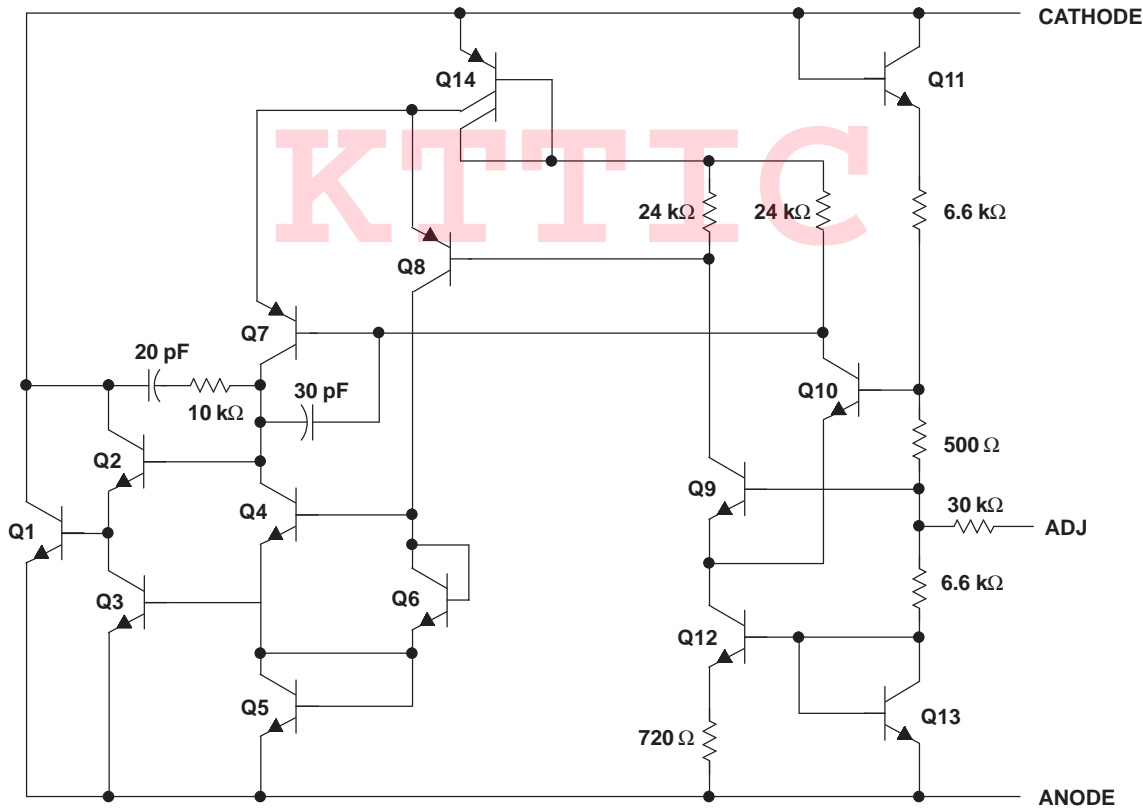 CATHODE
Q14
Q11
KTTIC
24 kΩ
24 kΩ
6.6 kΩ
Q8
Q7
20 pF
10 kΩ
30 pF
Q10
500 Ω
Q2
Q9
Q4
30 kΩ
ADJ
Q1
Q3
Q6
6.6 kΩ
Q12
Q5
Q13
720 Ω
ANODE